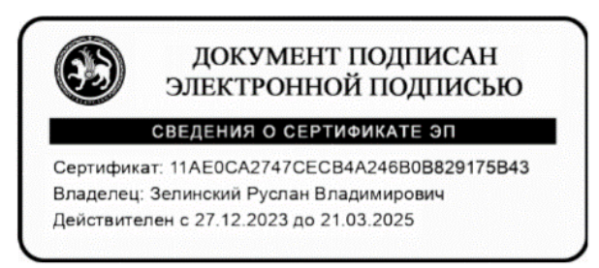 ДОКУМЕНТ ПОДПИСАН
ЭЛЕКТРОННОЙ ПОДПИСЬЮ
СВЕДЕНИЯ О СЕРТИФИКАТЕ ЭП
Сертификат: 11AE0CA2747CECB4A246B0B829175B43
Владелец: Зелинский Руслан Владимирович
Действителен с 27.12.2023 до 21.03.2025